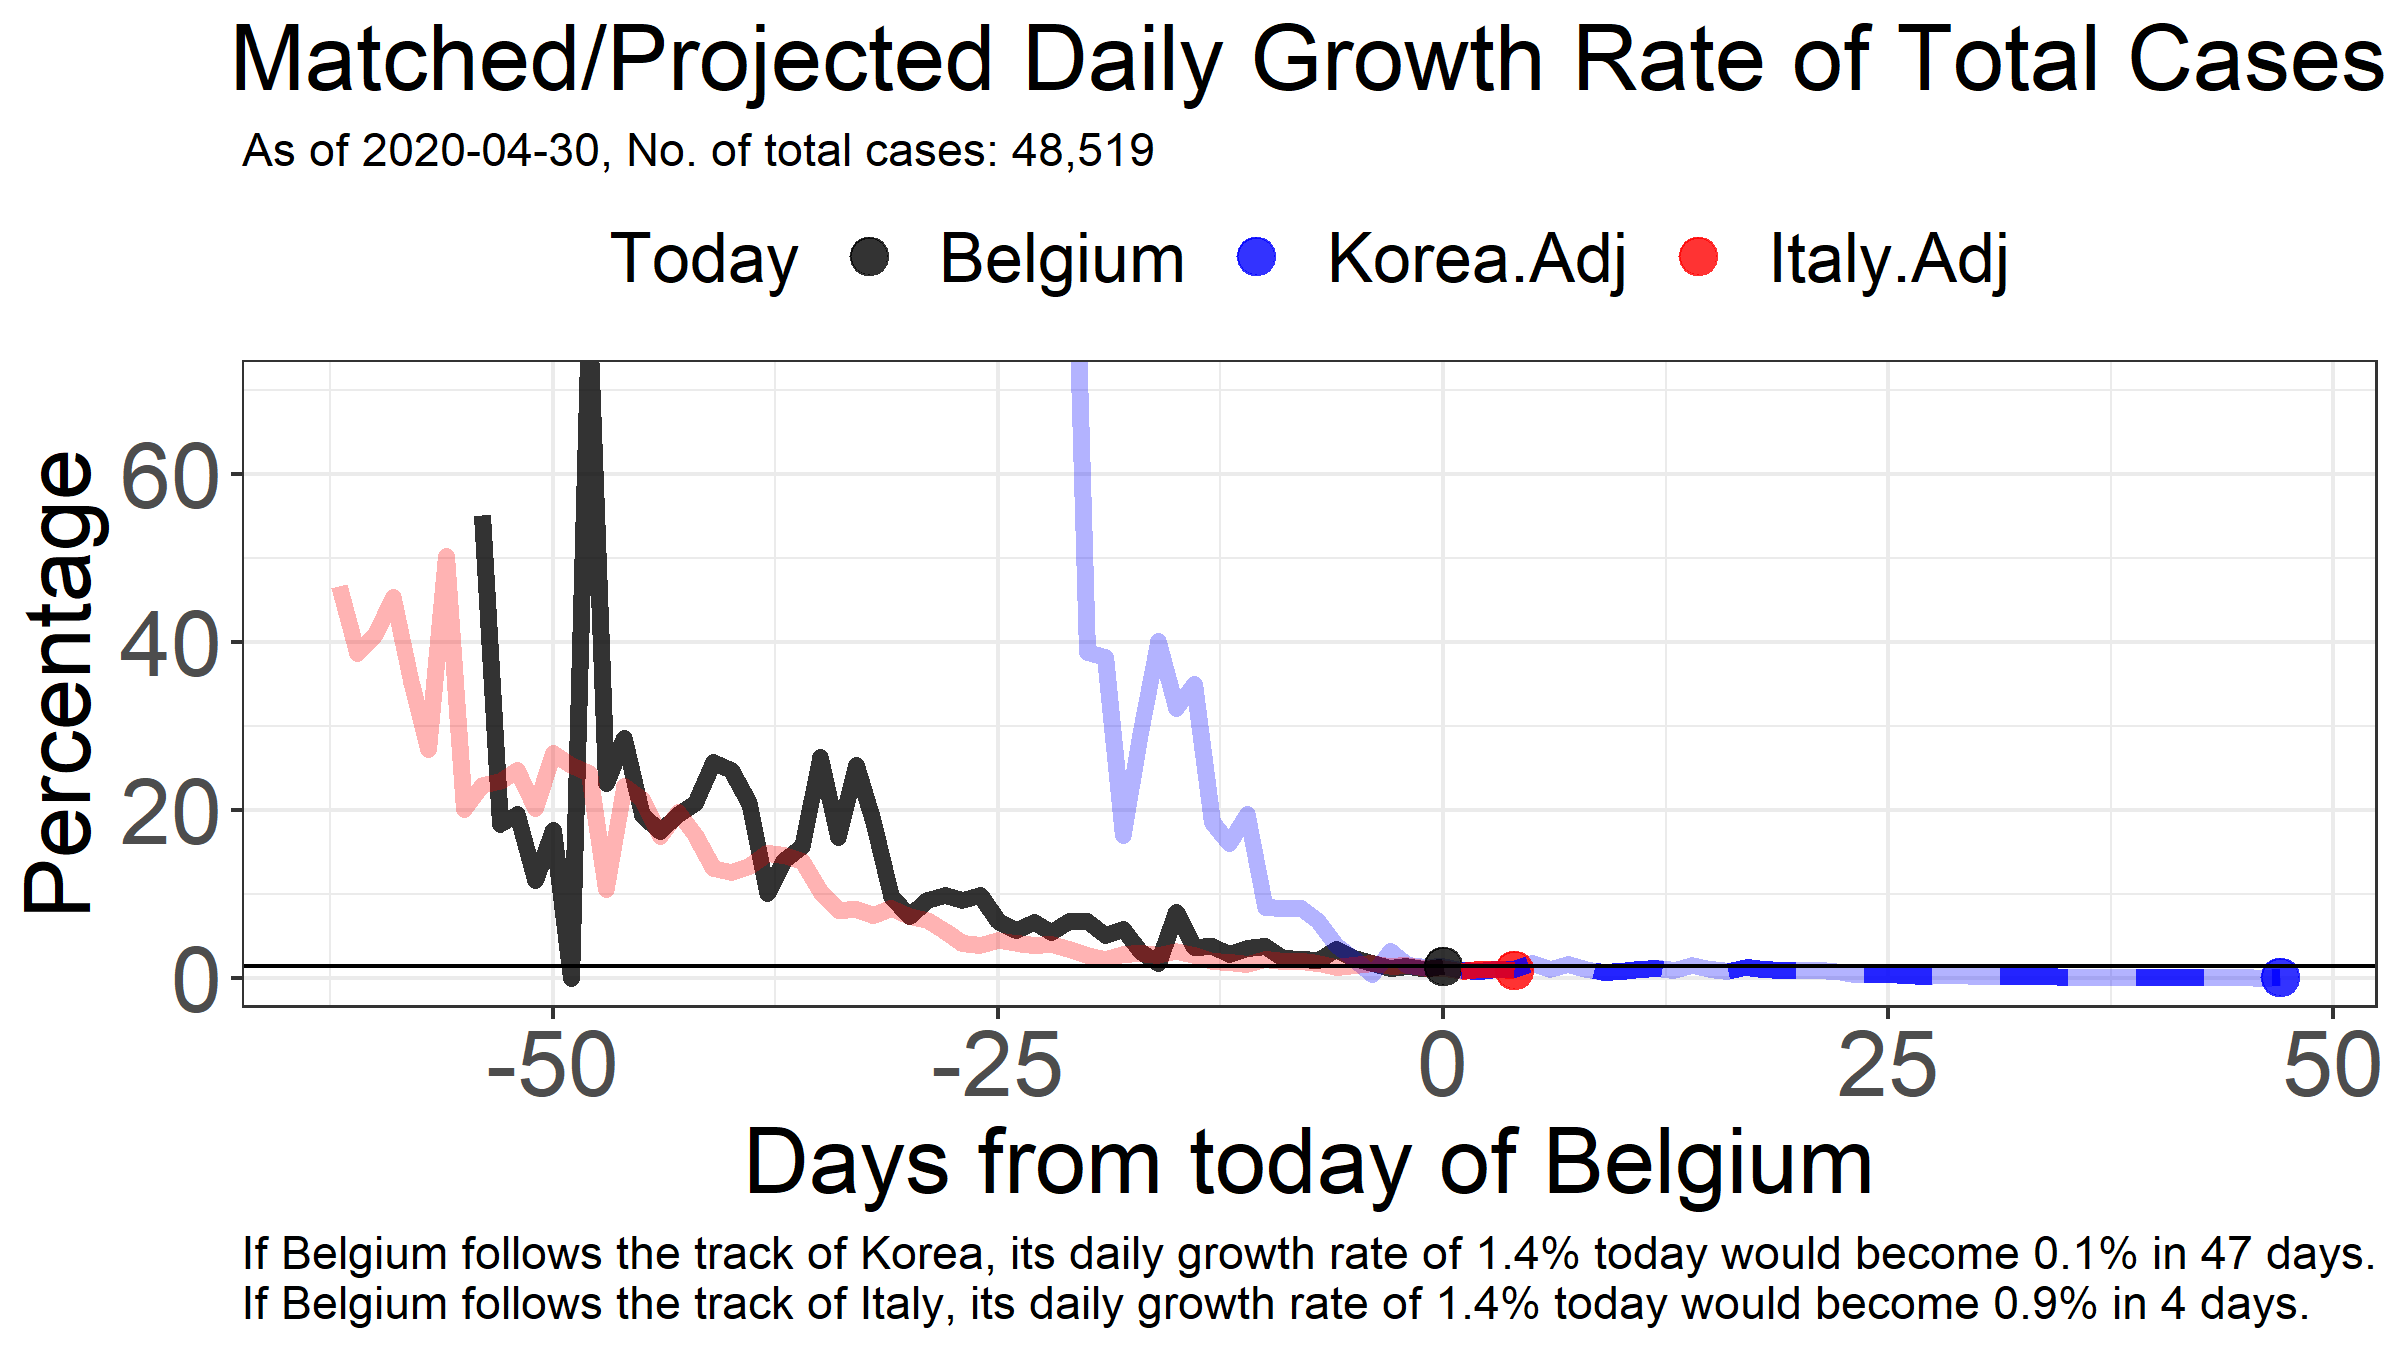 Matched/Projected Daily Growth Rate of Total Cases
As of 2020-04-30, No. of total cases: 48,519
Today Belgium Korea.Adj Italy.Adj
Percentage
60
40
20
0
-50 -25 0 25 50
Days from today of Belgium
If Belgium follows the track of Korea, its daily growth rate of 1.4% today would become 0.1% in 47 days.
If Belgium follows the track of Italy, its daily growth rate of 1.4% today would become 0.9% in 4 days.